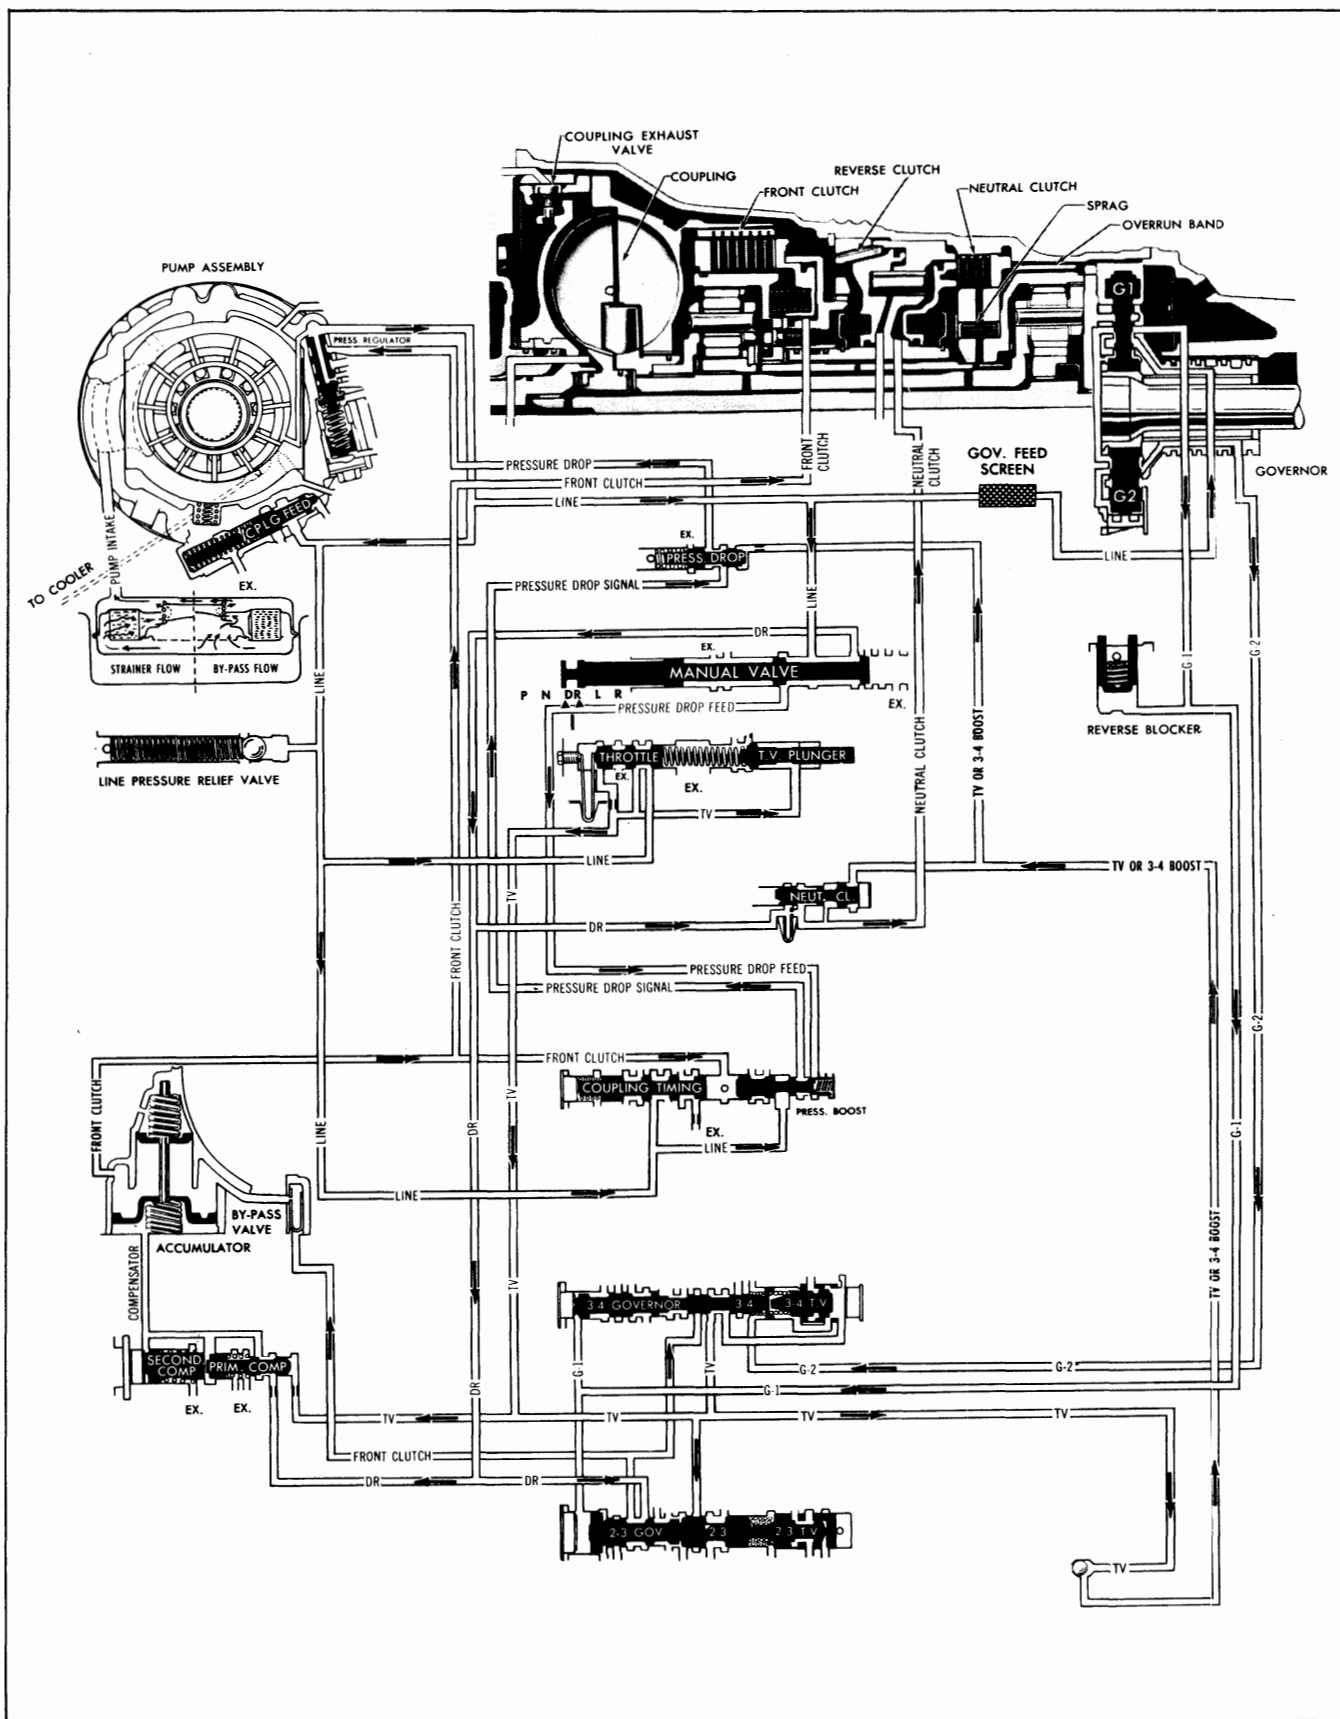 COUPLING EXHAUST
VALVE
COUPLING
REVERSE CLUTCH
FRONT CLUTCH
NEUTRAL CLUTCH
SPRAG
OVERRUN BAND
PUMP ASSEMBLY
PRESS. REGULATOR
G1
G2
GOVERNOR
GOV. FEED
SCREEN
FRONT
CLUTCH
NEUTRAL
CLUTCH
PRESSURE DROP
FRONT CLUTCH
LINE
CPLG FEED
PUMP INTAKE
TO COOLER
EX.
STRAINER FLOW
BY-PASS FLOW
EX.
PRESS. DROP
LINE
PRESSURE DROP SIGNAL
LINE
DR
G-1
G-2
EX.
MANUAL VALVE
P N DR L R
PRESSURE DROP FEED
EX.
LINE
REVERSE BLOCKER
LINE PRESSURE RELIEF VALVE
THROTTLE
T.V. PLUNGER
EX.
EX.
TV
TV OR 3-4 BOOST
NEUTRAL CLUTCH
LINE
TV
TV OR 3-4 BOOST
NEUT. CL.
DR
FRONT CLUTCH
PRESSURE DROP FEED
PRESSURE DROP SIGNAL
G-2
FRONT CLUTCH
COUPLING TIMING
PRESS. BOOST
EX.
LINE
FRONT CLUTCH
LINE
DR
TV
G-1
LINE
BY-PASS
VALVE
ACCUMULATOR
COMPENSATOR
TV
TV OR 3-4 BOOST
3-4 GOVERNOR
3-4
3-4 T.V
SECOND.
COMP
PRIM. COMP
EX.
EX.
DR
G-1
TV
G-2
G-2
G-1
TV
TV
TV
TV
FRONT CLUTCH
DR
DR
2-3 GOV
2 3
2 3 T.V
TV